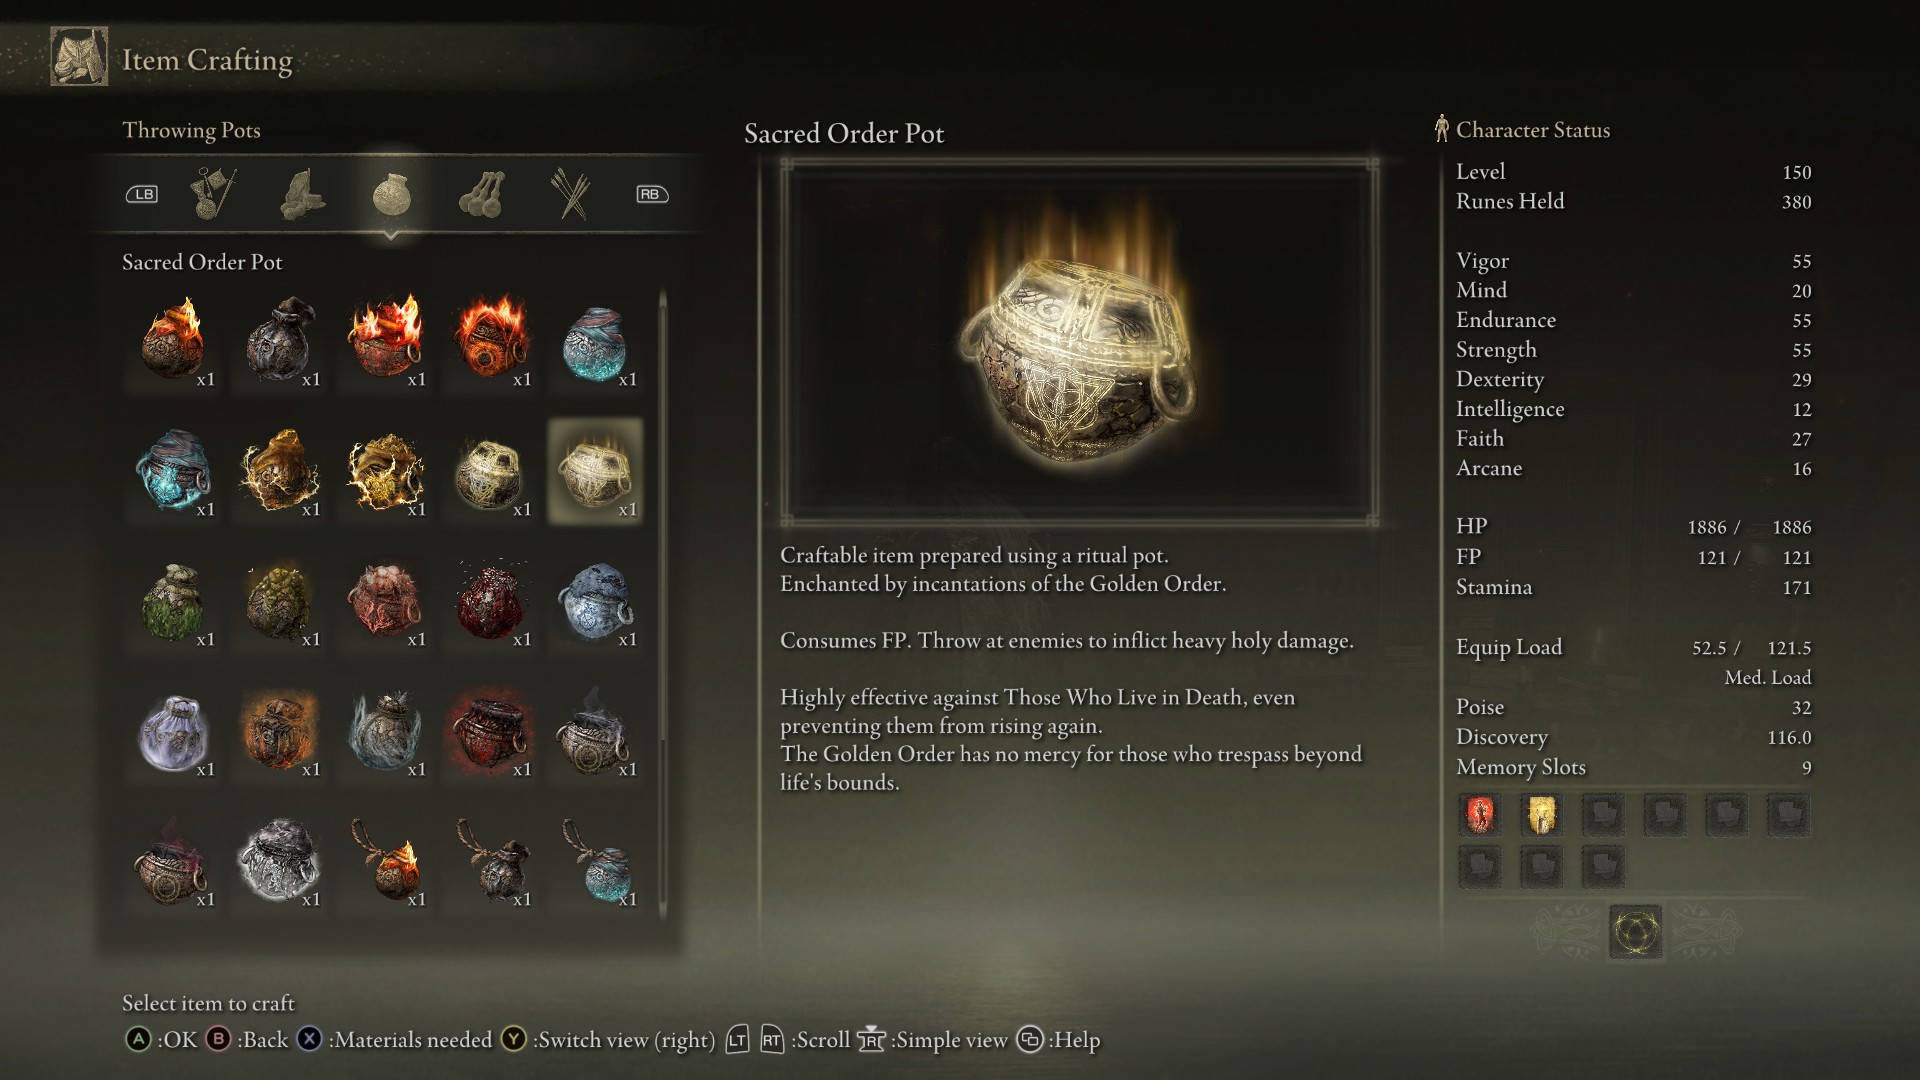 Item Crafting
Throwing Pots
LB
RB
Sacred Order Pot
x1 x1 x1 x1 x1
x1 x1 x1 x1 x1
x1 x1 x1 x1 x1
x1 x1 x1 x1 x1
x1 x1 x1 x1 x1
Sacred Order Pot
Craftable item prepared using a ritual pot.
Enchanted by incantations of the Golden Order.
Consumes FP. Throw at enemies to inflict heavy holy damage.
Highly effective against Those Who Live in Death, even
preventing them from rising again.
The Golden Order has no mercy for those who trespass beyond
life's bounds.
Character Status
Level 150
Runes Held 380
Vigor 55
Mind 20
Endurance 55
Strength 55
Dexterity 29
Intelligence 12
Faith 27
Arcane 16
HP 1886 / 1886
FP 121 / 121
Stamina 171
Equip Load 52.5 / 121.5
Med. Load
Poise 32
Discovery 116.0
Memory Slots 9
Select item to craft
A :OK B :Back X :Materials needed Y :Switch view (right) LT RT :Scroll R :Simple view :Help